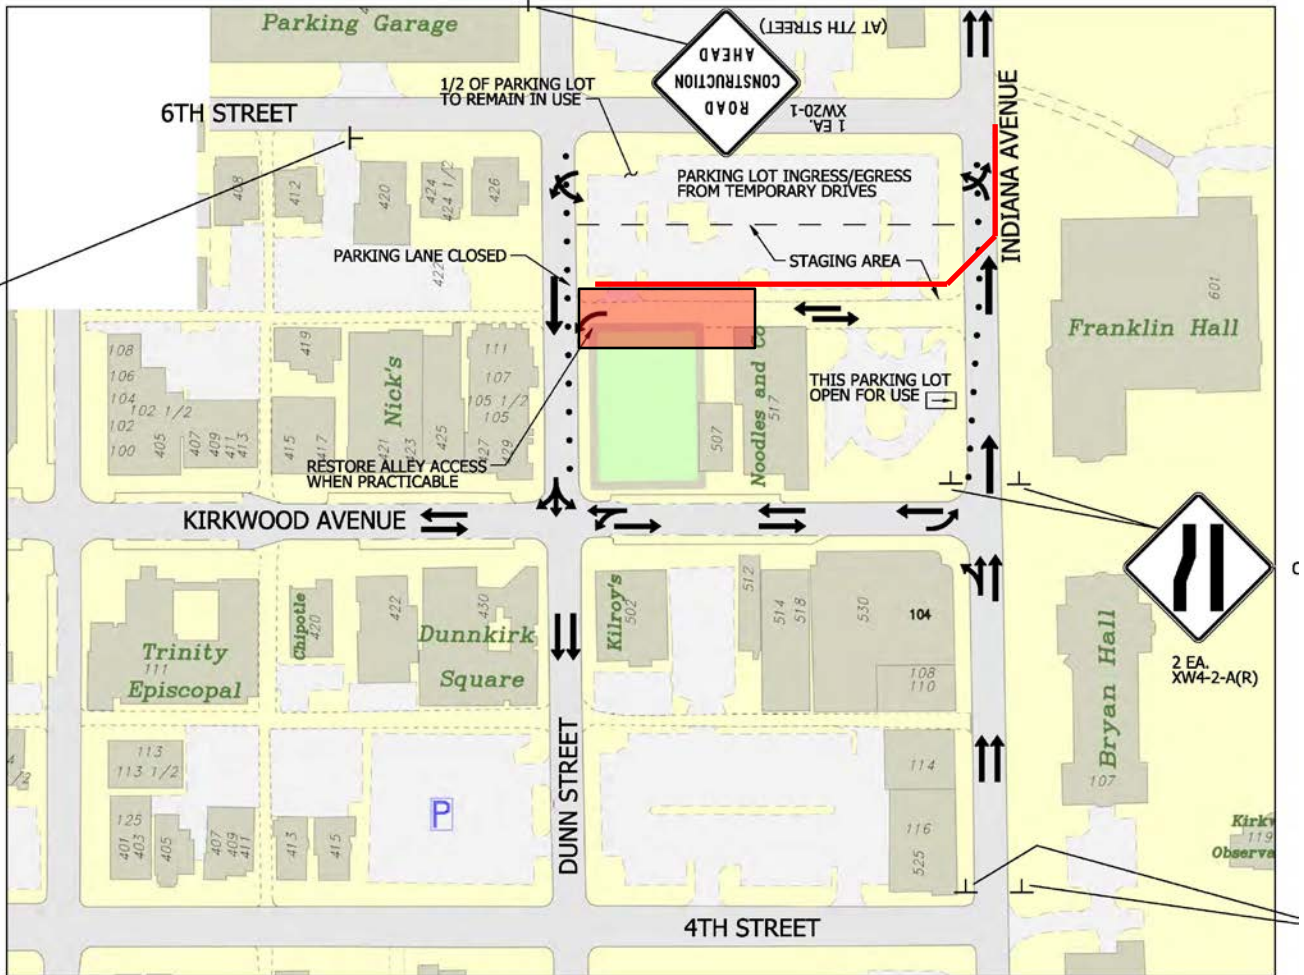 Parking Garage
(AT 7TH STREET)
ROAD
CONSTRUCTION
AHEAD
1 EA.
XW20-1
1/2 OF PARKING LOT
TO REMAIN IN USE
6TH STREET
INDIANA AVENUE
408
412
420
424
424 1/2
426
PARKING LOT INGRESS/EGRESS
FROM TEMPORARY DRIVES
PARKING LANE CLOSED
422
STAGING AREA
601
Franklin Hall
108
106
104
102 1/2
102
100
405
407
409
411
413
419
415
417
Nick's
421
423
425
111
107
105 1/2
105
427
429
RESTORE ALLEY ACCESS
WHEN PRACTICABLE
507
Noodles and Co
517
THIS PARKING LOT
OPEN FOR USE
KIRKWOOD AVENUE
Trinity
111
Episcopal
Chipotle
420
422
430
Dunnkirk
Square
Kilroy's
502
512
514
518
530
104
108
110
2 EA.
XW4-2-A(R)
Bryan Hall
107
113
113 1/2
125
401
403
405
407
409
411
413
415
P
DUNN STREET
114
116
525
Kirkw
119
Observa
4TH STREET